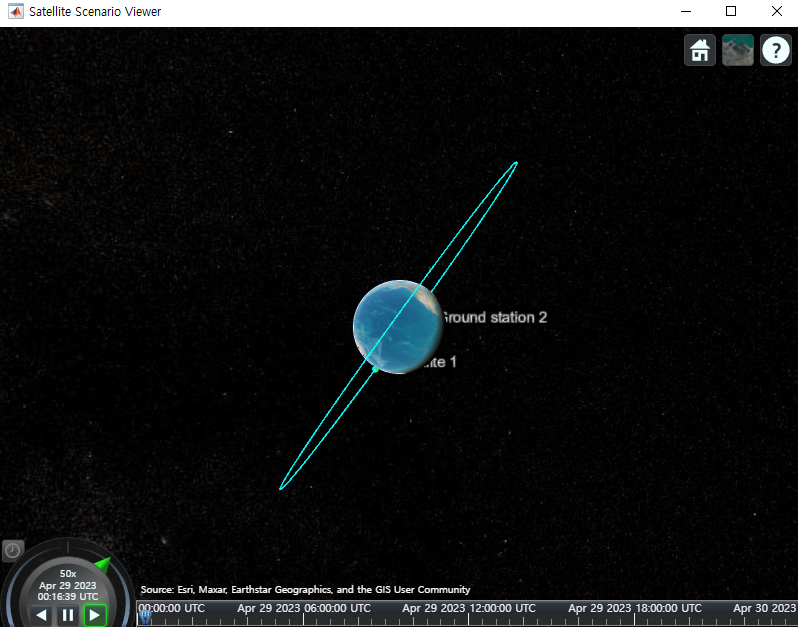 Satellite Scenario Viewer
?
Ground station 2
lite 1
50x
Apr 29 2023
00:16:39 UTC
Source: Esri, Maxar, Earthstar Geographics, and the GIS User Community
00:00:00 UTC Apr 29 2023 06:00:00 UTC Apr 29 2023 12:00:00 UTC Apr 29 2023 18:00:00 UTC Apr 30 2023